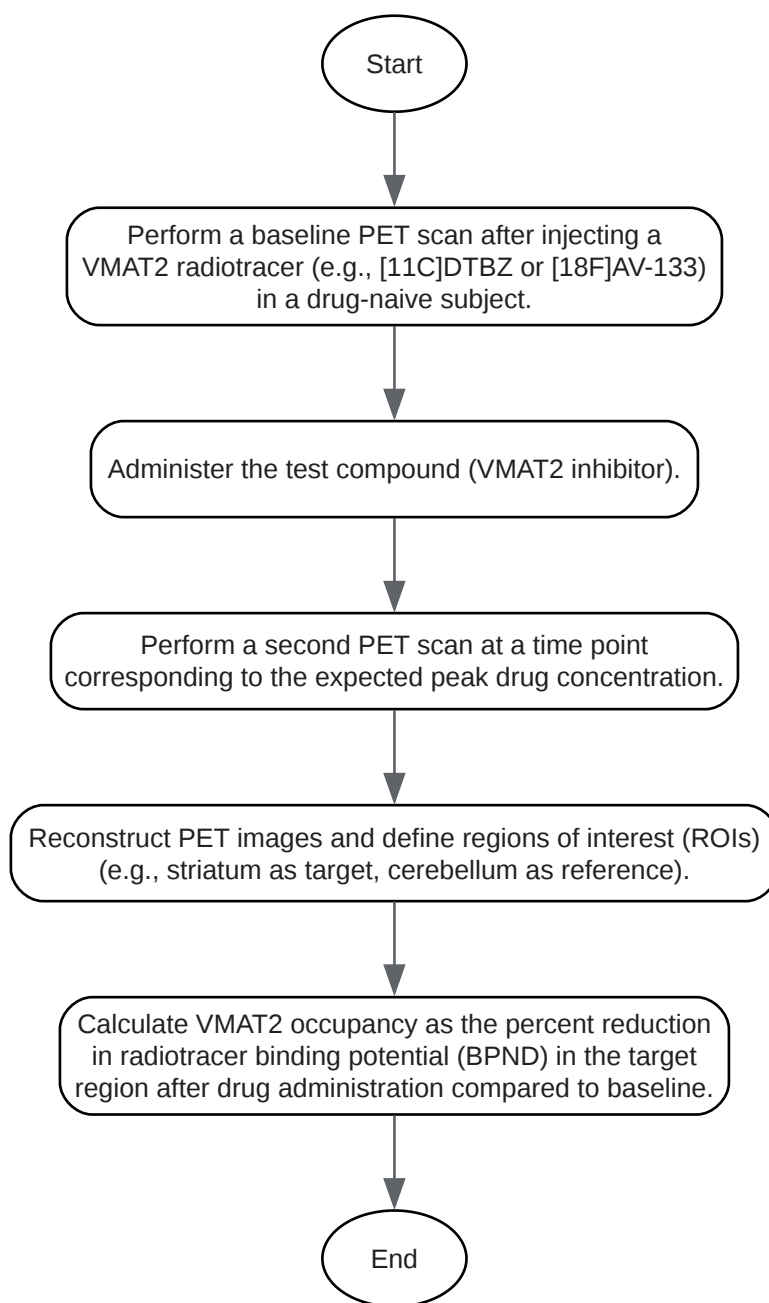 Start
Perform a baseline PET scan after injecting a
VMAT2 radiotracer (e.g., [11C]DTBZ or [18F]AV-133)
in a drug-naive subject.
Administer the test compound (VMAT2 inhibitor).
Perform a second PET scan at a time point
corresponding to the expected peak drug concentration.
Reconstruct PET images and define regions of interest (ROIs)
(e.g., striatum as target, cerebellum as reference).
Calculate VMAT2 occupancy as the percent reduction
in radiotracer binding potential (BPND) in the target
region after drug administration compared to baseline.
End